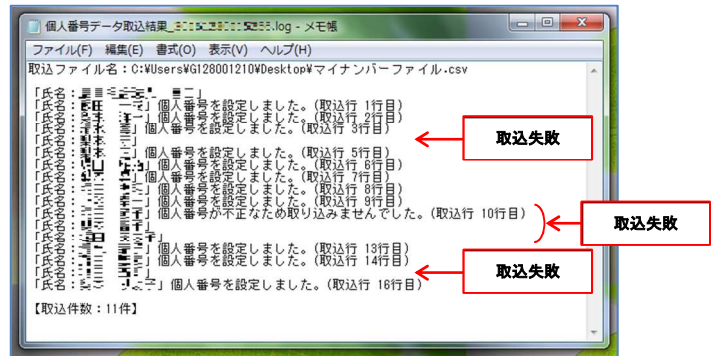 個人番号データ取込結果_.log - メモ帳
ファイル(F) 編集(E) 書式(O) 表示(V) ヘルプ(H)
取込ファイル名:C:¥Users¥G128001210¥Desktop¥マイナンバーファイル.csv
「氏名: 」
「氏名: 」個人番号を設定しました。(取込行 1行目)
「氏名: 」個人番号を設定しました。(取込行 2行目)
「氏名: 」個人番号を設定しました。(取込行 3行目)
「氏名: 」
「氏名: 」個人番号を設定しました。(取込行 5行目)
「氏名: 」個人番号を設定しました。(取込行 6行目)
「氏名: 」個人番号を設定しました。(取込行 7行目)
「氏名: 」個人番号を設定しました。(取込行 8行目)
「氏名: 」個人番号を設定しました。(取込行 9行目)
「氏名: 」個人番号が不正なため取り込みませんでした。(取込行 10行目)
「氏名: 」
「氏名: 」
「氏名: 」個人番号を設定しました。(取込行 13行目)
「氏名: 」個人番号を設定しました。(取込行 14行目)
「氏名: 」
「氏名: 」個人番号を設定しました。(取込行 16行目)
【取込件数:11件】
取込失敗
取込失敗
取込失敗